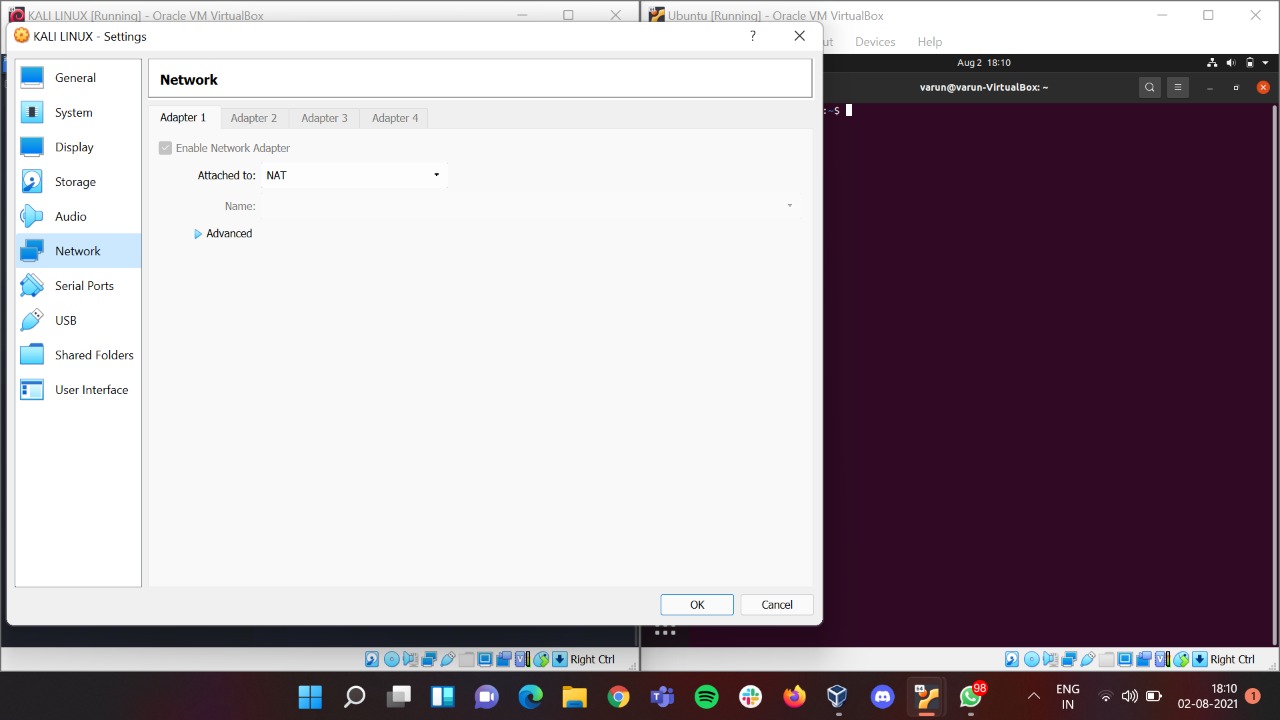 KALI LINUX [Running] - Oracle VM VirtualBox
Ubuntu [Running] - Oracle VM VirtualBox
KALI LINUX - Settings
?
ut Devices Help
Aug 2 18:10
varun@varun-VirtualBox: ~
:~$
General
System
Display
Storage
Audio
Network
Serial Ports
USB
Shared Folders
User Interface
Network
Adapter 1
Adapter 2
Adapter 3
Adapter 4
Enable Network Adapter
Attached to: NAT
Name:
Advanced
OK
Cancel
Right Ctrl
Right Ctrl
98
ENG
IN
18:10
02-08-2021
1